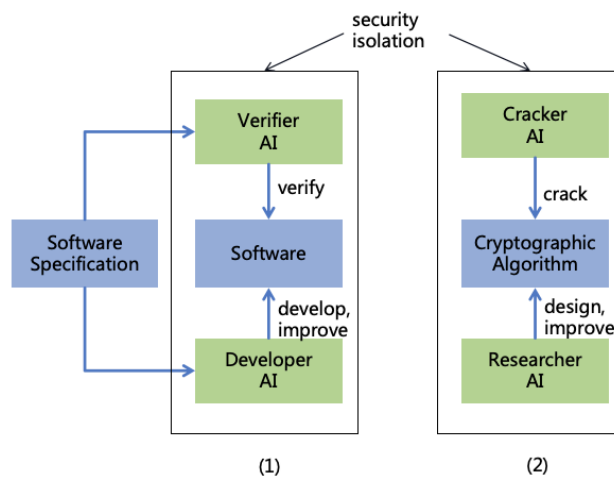 security
isolation
Verifier
AI
verify
Software
Specification
Software
develop,
improve
Developer
AI
(1)
Cracker
AI
crack
Cryptographic
Algorithm
design,
improve
Researcher
AI
(2)